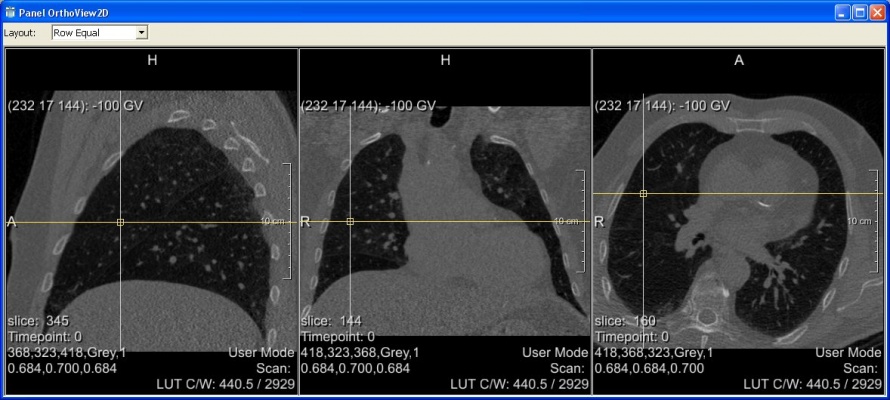 Panel OrthoView2D
Layout: Row Equal
H
(232 17 144): -100 GV
A
10 cm
slice: 345
Timepoint: 0
368,323,418,Grey,1
0.684,0.700,0.684
User Mode
Scan:
LUT C/W: 440.5 / 2929
H
(232 17 144): -100 GV
R
10 cm
slice: 144
Timepoint: 0
418,323,368,Grey,1
0.684,0.700,0.684
User Mode
Scan:
LUT C/W: 440.5 / 2929
A
(232 17 144): -100 GV
R
10 cm
slice: 160
Timepoint: 0
418,368,323,Grey,1
0.684,0.684,0.700
User Mode
Scan:
LUT C/W: 440.5 / 2929